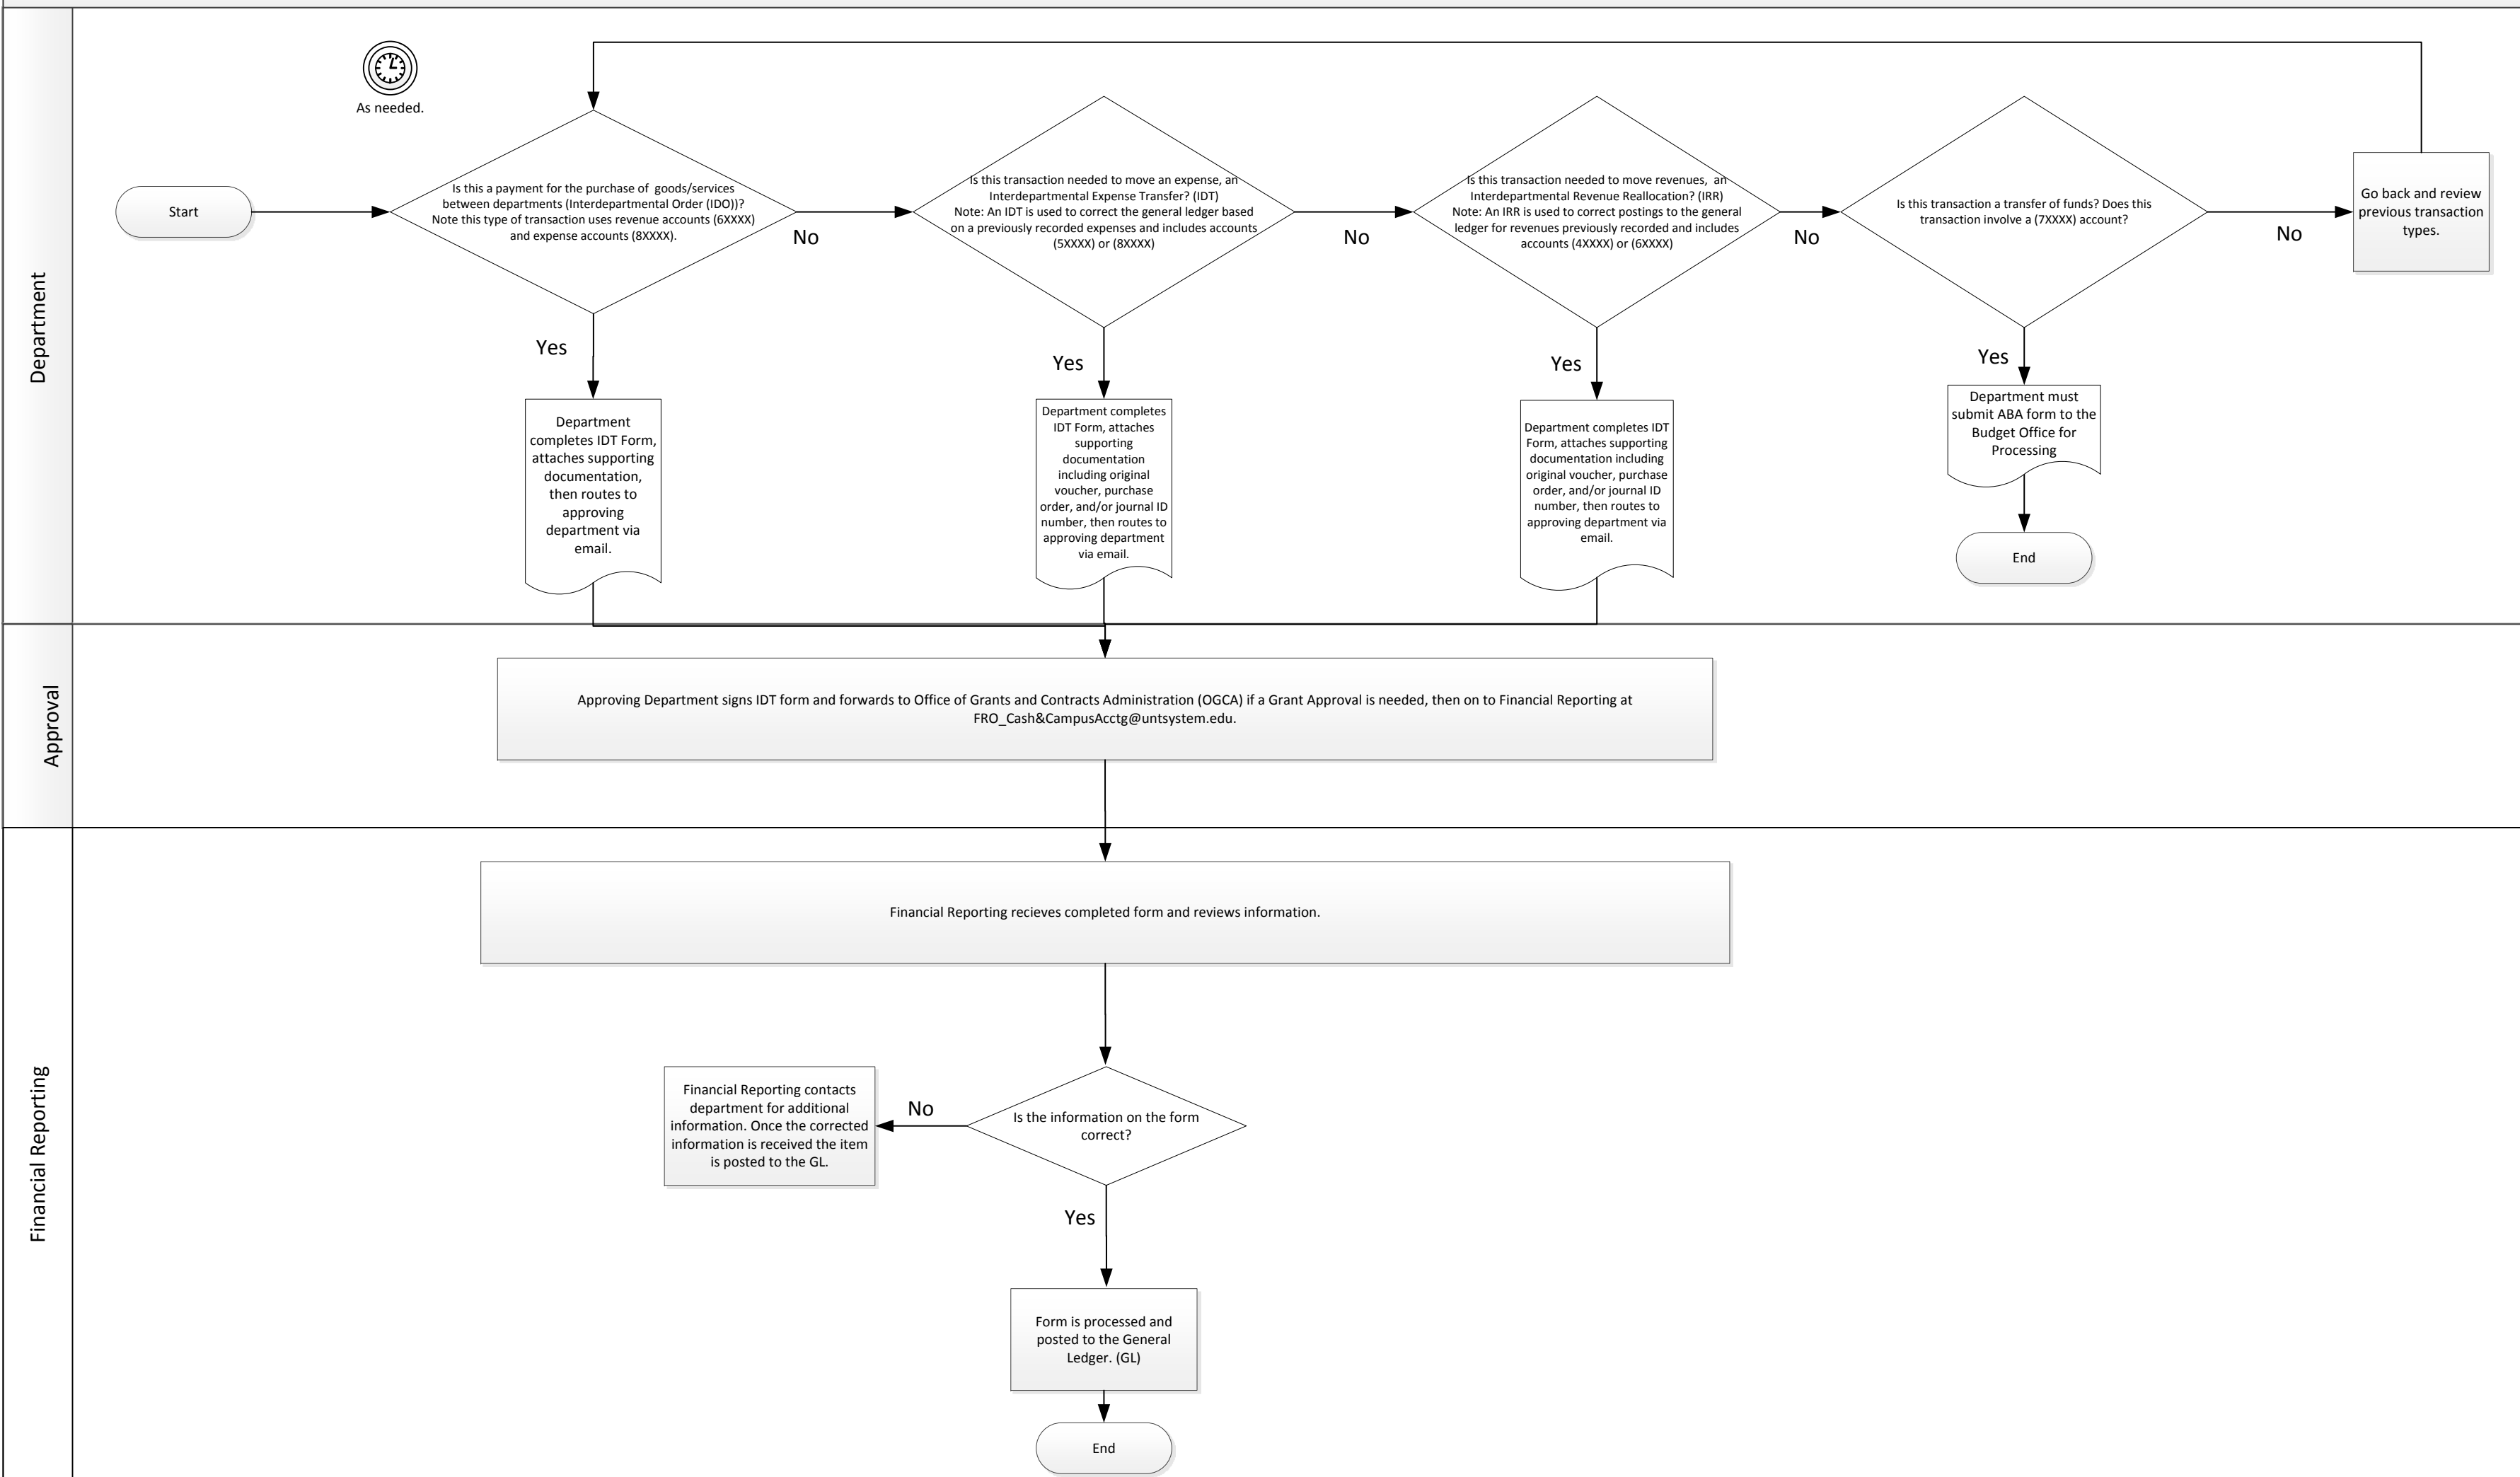 Department
As needed.
Start
Is this a payment for the purchase of  goods/services
between departments (Interdepartmental Order (IDO))?
Note this type of transaction uses revenue accounts (6XXXX)
and expense accounts (8XXXX).
No
Is this transaction needed to move an expense, an
Interdepartmental Expense Transfer? (IDT)
Note: An IDT is used to correct the general ledger based
on a previously recorded expenses and includes accounts
(5XXXX) or (8XXXX)
No
Is this transaction needed to move revenues,  an
Interdepartmental Revenue Reallocation? (IRR)
Note: An IRR is used to correct postings to the general
ledger for revenues previously recorded and includes
accounts (4XXXX) or (6XXXX)
No
Is this transaction a transfer of funds? Does this
transaction involve a (7XXXX) account?
No
Go back and review
previous transaction
types.
Yes
Yes
Yes
Yes
Department
completes IDT Form,
attaches supporting
documentation,
then routes to
approving
department via
email.
Department completes
IDT Form, attaches
supporting
documentation
including original
voucher, purchase
order, and/or journal ID
number, then routes to
approving department
via email.
Department completes IDT
Form, attaches supporting
documentation including
original voucher, purchase
order, and/or journal ID
number, then routes to
approving department via
email.
Department must
submit ABA form to the
Budget Office for
Processing
End
Approval
Approving Department signs IDT form and forwards to Office of Grants and Contracts Administration (OGCA) if a Grant Approval is needed, then on to Financial Reporting at
FRO_Cash&CampusAcctg@untsystem.edu.
Financial Reporting
Financial Reporting recieves completed form and reviews information.
Is the information on the form
correct?
No
Financial Reporting contacts
department for additional
information. Once the corrected
information is received the item
is posted to the GL.
Yes
Form is processed and
posted to the General
Ledger. (GL)
End